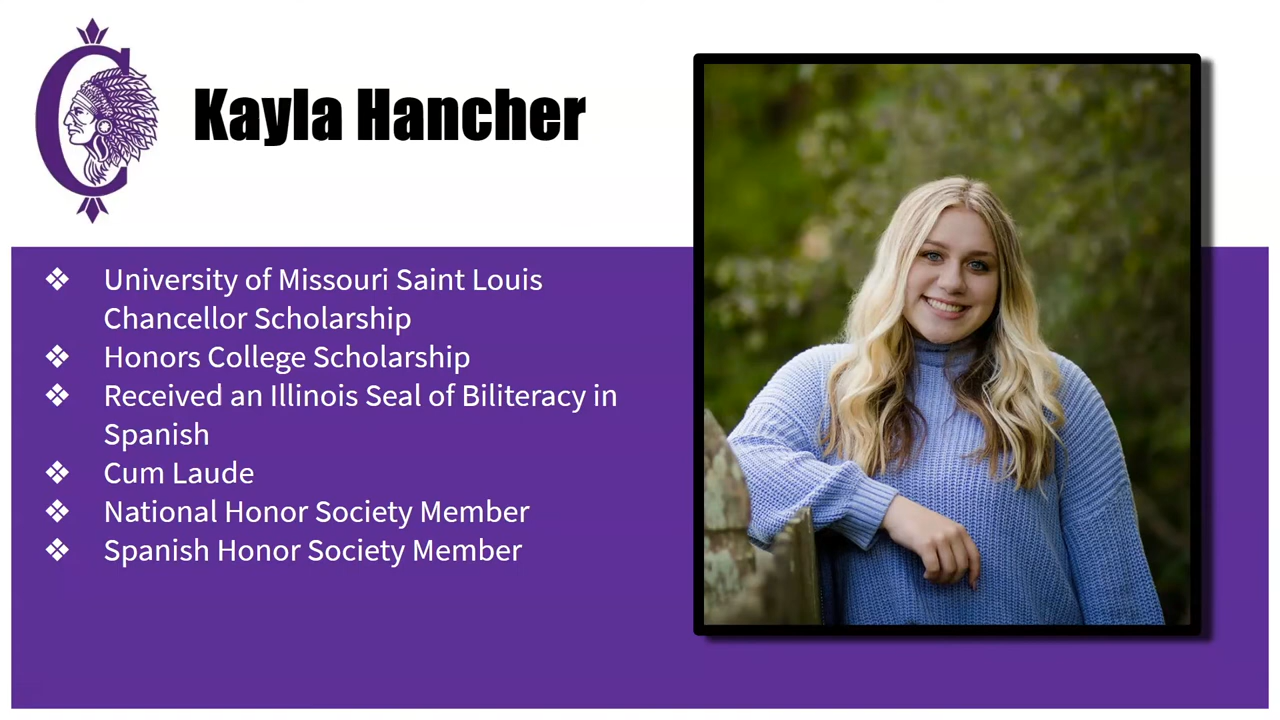 Kayla Hancher
❖ University of Missouri Saint Louis
Chancellor Scholarship
❖ Honors College Scholarship
❖ Received an Illinois Seal of Biliteracy in
Spanish
❖ Cum Laude
❖ National Honor Society Member
❖ Spanish Honor Society Member